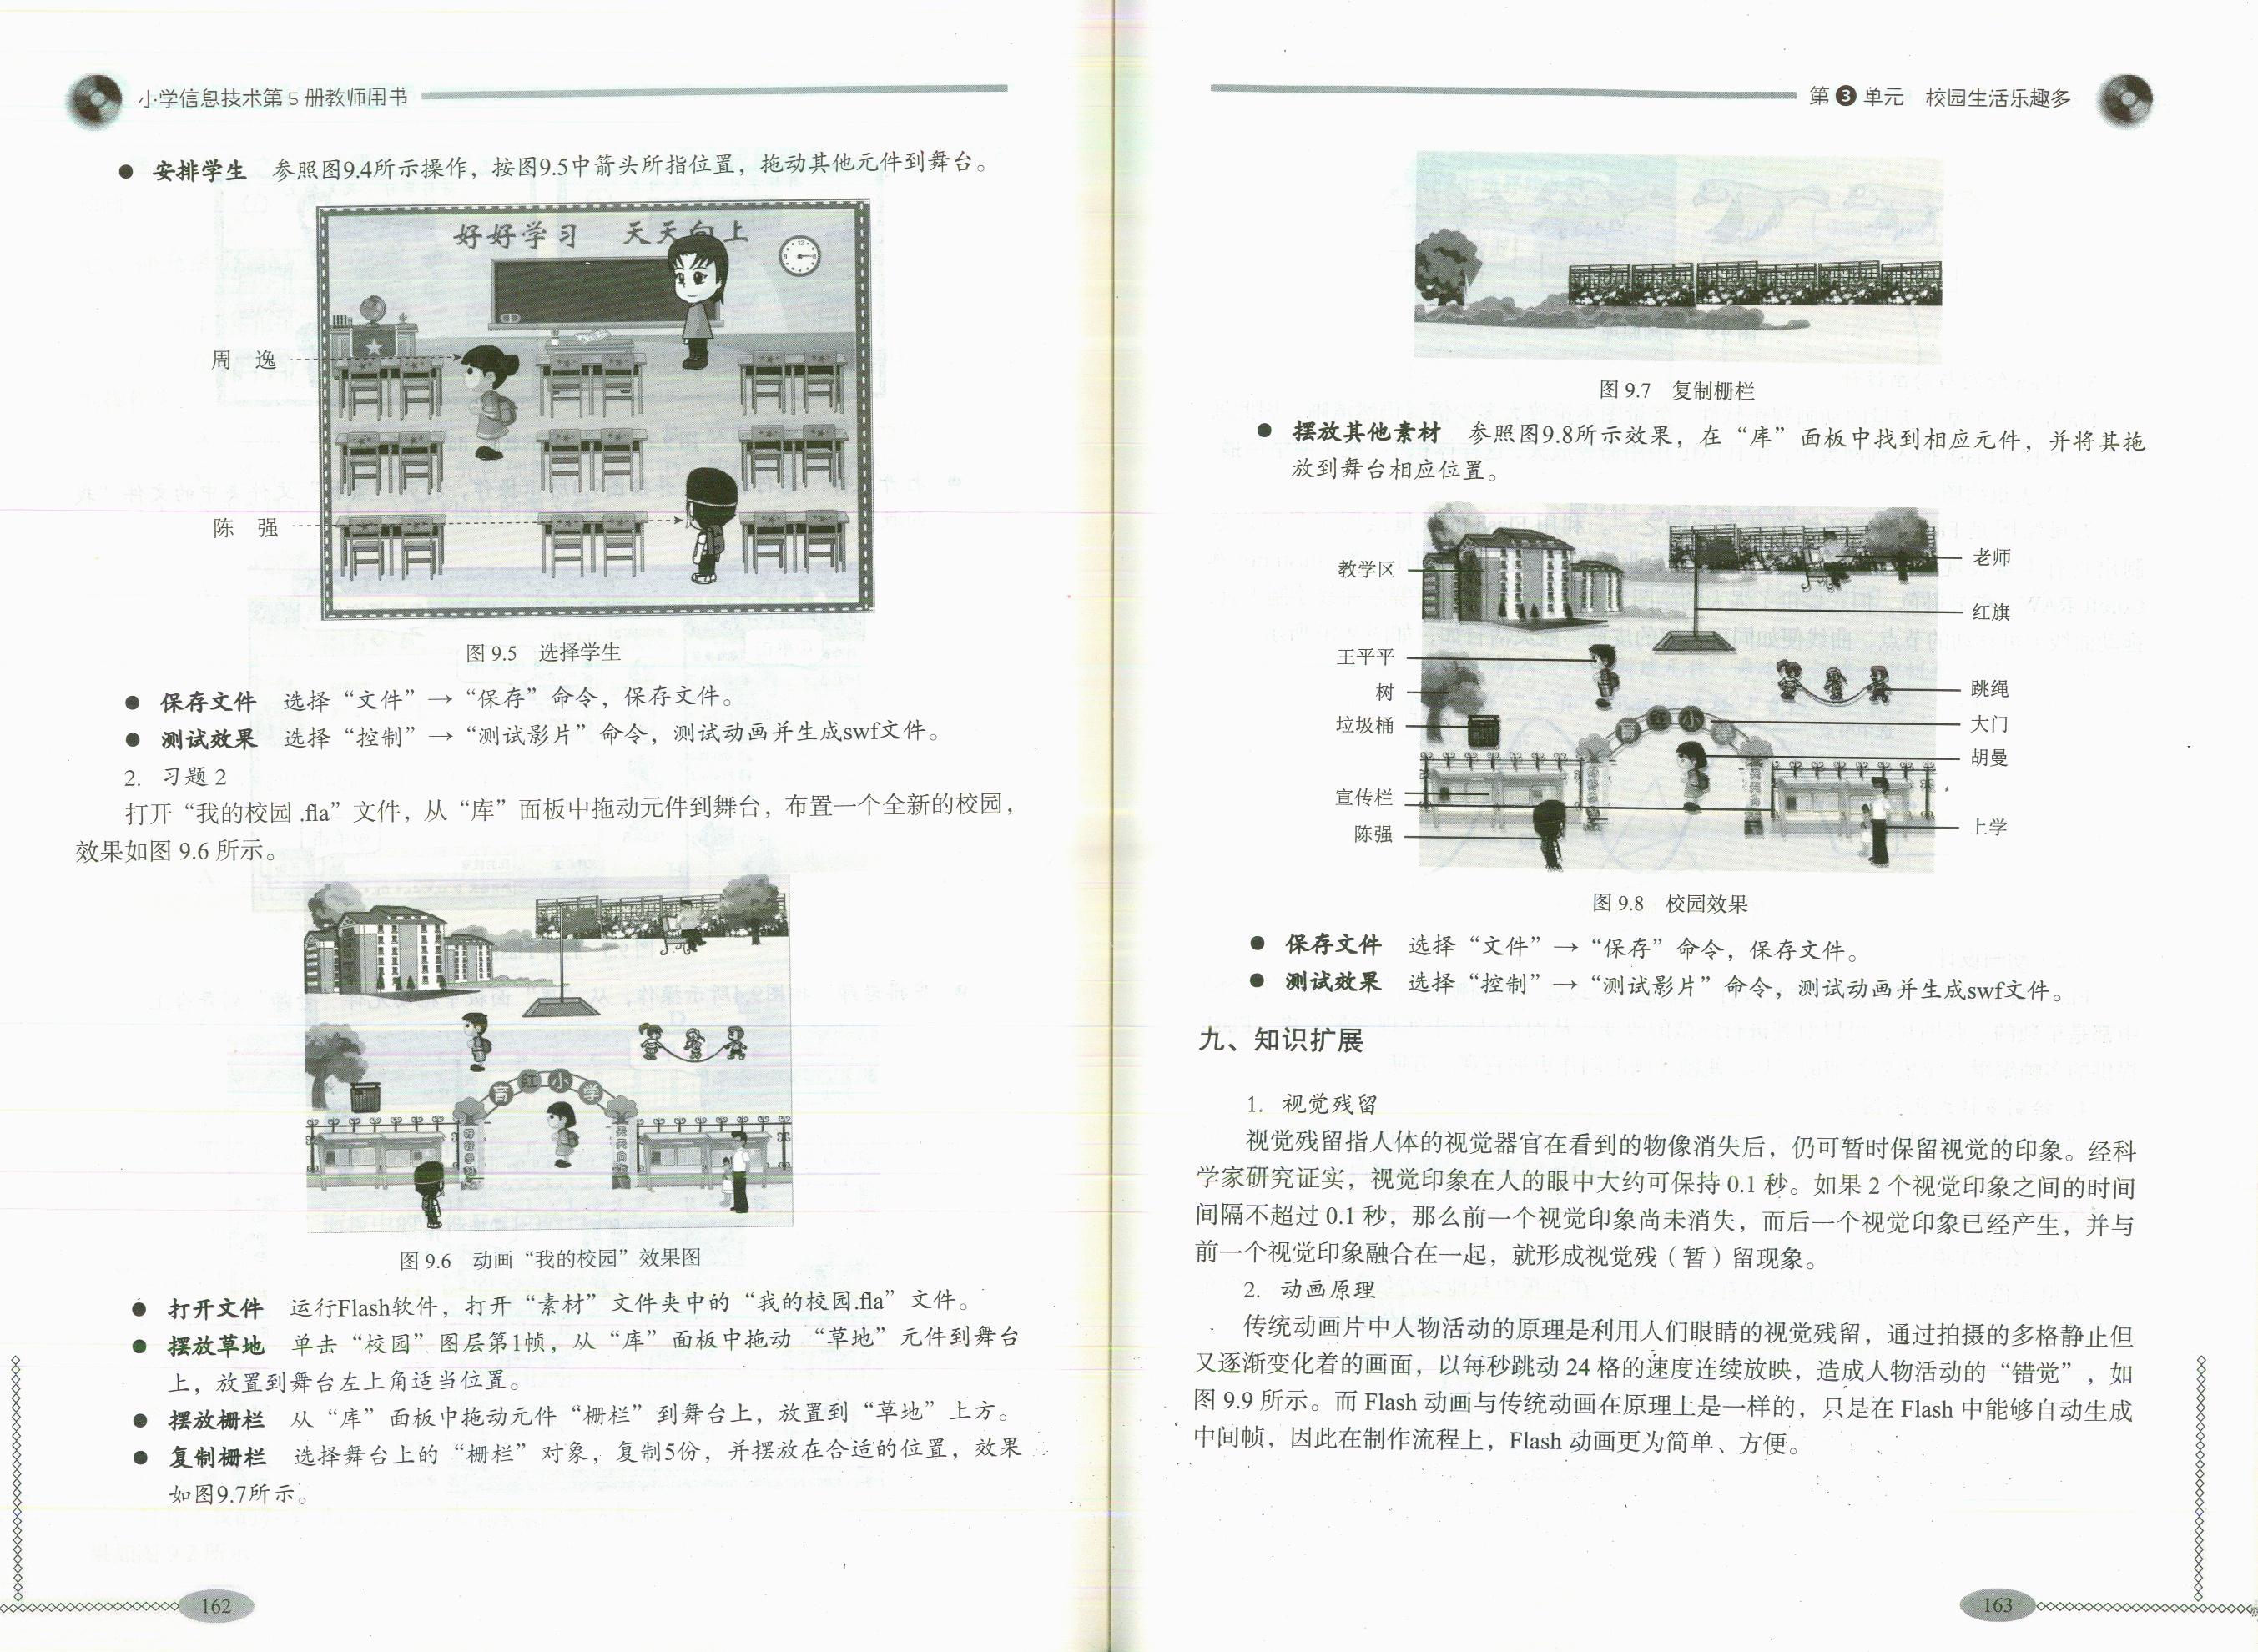 小学信息技术第5册教师用书
● 安排学生 参照图9.4所示操作，按图9.5中箭头所指位置，拖动其他元件到舞台。
好好学习 天天向上
周 逸
陈 强
图 9.5 选择学生
● 保存文件 选择“文件”→“保存”命令，保存文件。
● 测试效果 选择“控制”→“测试影片”命令，测试动画并生成swf文件。
2. 习题 2
打开“我的校园 .fla”文件，从“库”面板中拖动元件到舞台，布置一个全新的校园，
效果如图 9.6 所示。
育红小学
好好学习
天天向上
图 9.6 动画“我的校园”效果图
● 打开文件 运行Flash软件，打开“素材”文件夹中的“我的校园.fla”文件。
● 摆放草地 单击“校园”图层第1帧，从“库”面板中拖动 “草地”元件到舞台
上，放置到舞台左上角适当位置。
● 摆放栅栏 从“库”面板中拖动元件“栅栏”到舞台上，放置到“草地”上方。
● 复制栅栏 选择舞台上的“栅栏”对象，复制5份，并摆放在合适的位置，效果
如图9.7所示。
162
第3单元 校园生活乐趣多
图 9.7 复制栅栏
● 摆放其他素材 参照图9.8所示效果，在“库”面板中找到相应元件，并将其拖
放到舞台相应位置。
教学区
王平平
树
垃圾桶
宣传栏
陈强
育红小学
老师
红旗
跳绳
大门
胡曼
上学
图 9.8 校园效果
● 保存文件 选择“文件”→“保存”命令，保存文件。
● 测试效果 选择“控制”→“测试影片”命令，测试动画并生成swf文件。
九、知识扩展
1. 视觉残留
视觉残留指人体的视觉器官在看到的物像消失后，仍可暂时保留视觉的印象。经科
学家研究证实，视觉印象在人的眼中大约可保持 0.1 秒。如果 2 个视觉印象之间的时间
间隔不超过 0.1 秒，那么前一个视觉印象尚未消失，而后一个视觉印象已经产生，并与
前一个视觉印象融合在一起，就形成视觉残（暂）留现象。
2. 动画原理
传统动画片中人物活动的原理是利用人们眼睛的视觉残留，通过拍摄的多格静止但
又逐渐变化着的画面，以每秒跳动 24 格的速度连续放映，造成人物活动的“错觉”，如
图 9.9 所示。而 Flash 动画与传统动画在原理上是一样的，只是在 Flash 中能够自动生成
中间帧，因此在制作流程上，Flash 动画更为简单、方便。
163